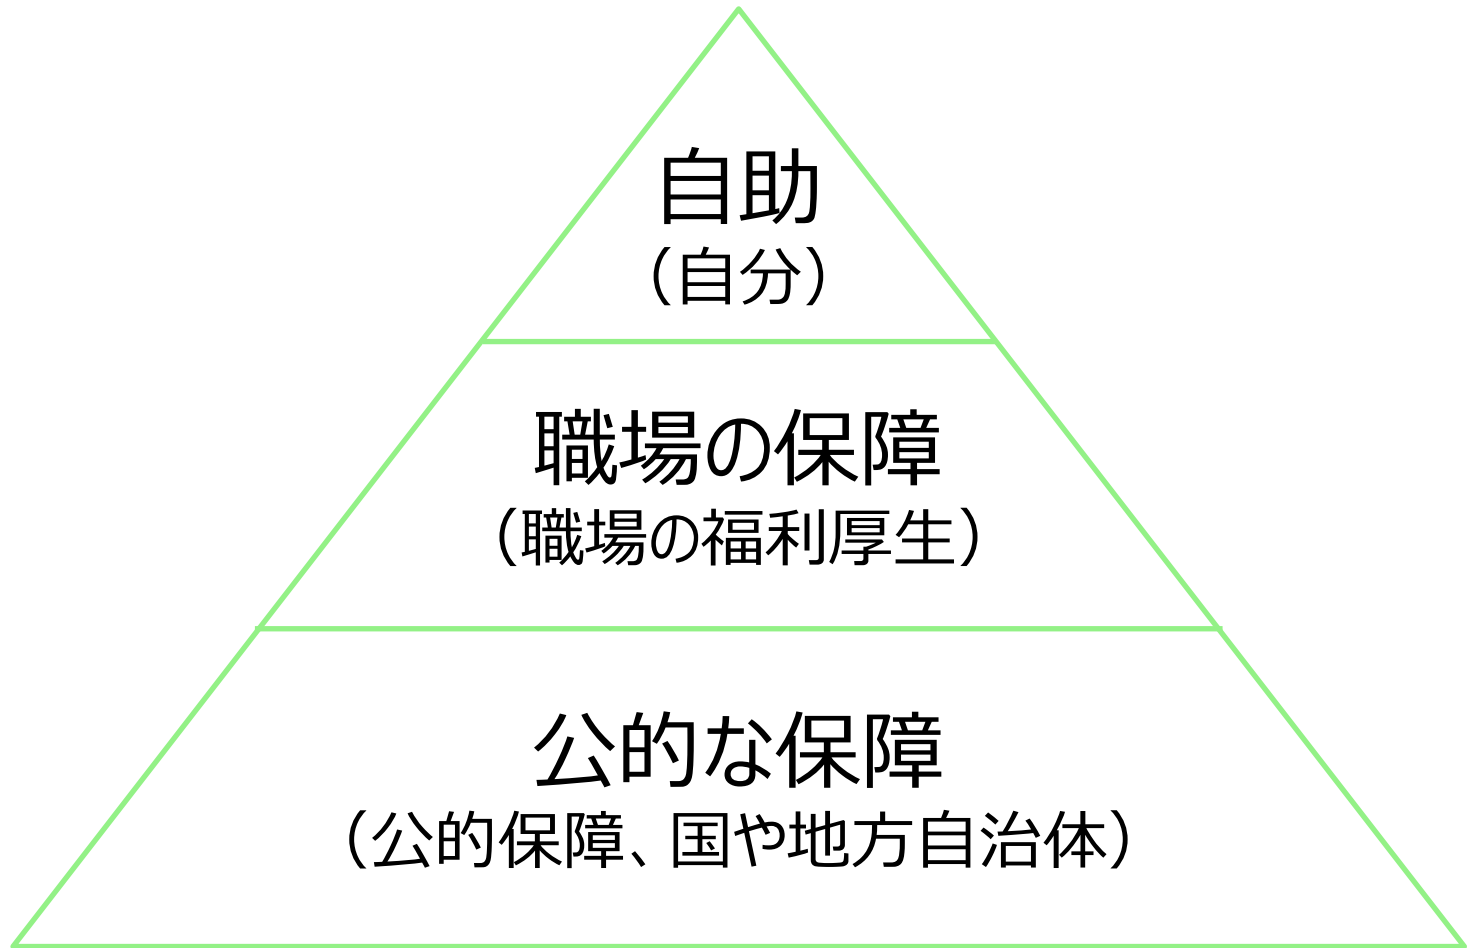 自助
（自分）
職場の保障
（職場の福利厚生）
公的な保障
（公的保障、国や地方自治体）